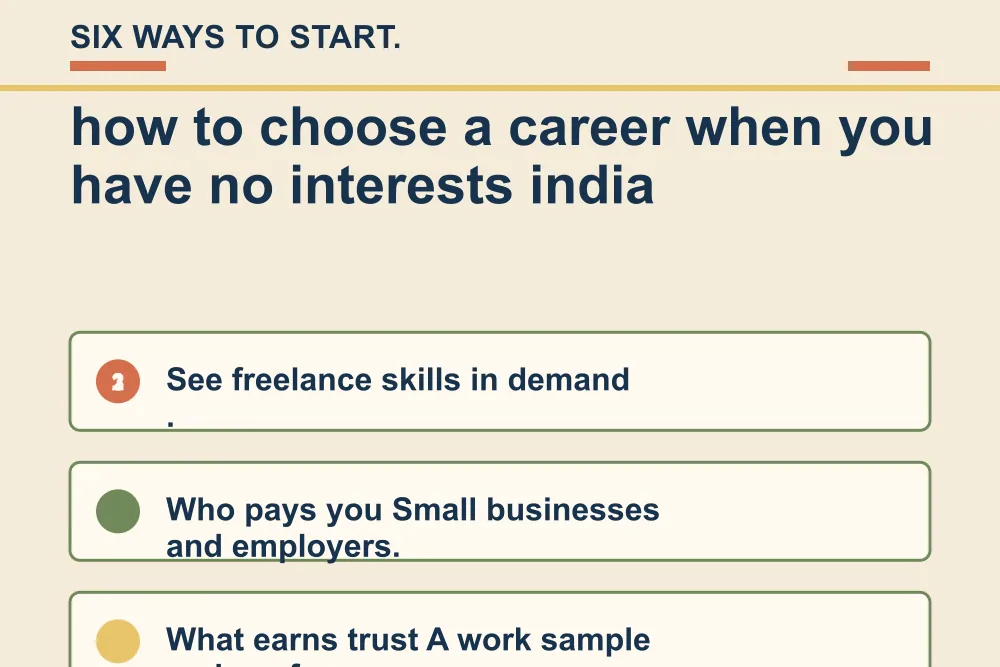 SIX WAYS TO START.
how to choose a career when you
have no interests india
See freelance skills in demand
.
Who pays you Small businesses
and employers.
What earns trust A work sample